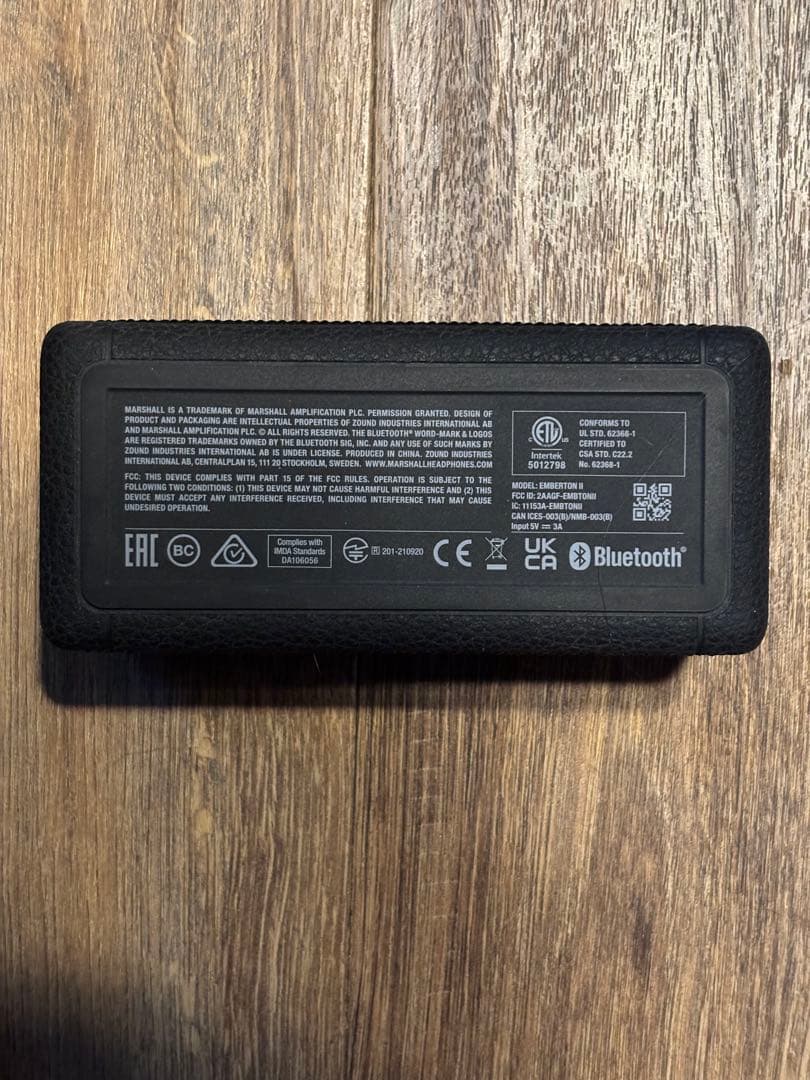 MARSHALL IS A TRADEMARK OF MARSHALL AMPLIFICATION PLC. PERMISSION GRANTED. DESIGN OF
PRODUCT AND PACKAGING ARE INTELLECTUAL PROPERTIES OF ZOUND INDUSTRIES INTERNATIONAL AB
AND MARSHALL AMPLIFICATION PLC. © ALL RIGHTS RESERVED. THE BLUETOOTH® WORD-MARK & LOGOS
ARE REGISTERED TRADEMARKS OWNED BY THE BLUETOOTH SIG, INC. AND ANY USE OF SUCH MARKS BY
ZOUND INDUSTRIES INTERNATIONAL AB IS UNDER LICENSE. PRODUCED IN CHINA. ZOUND INDUSTRIES
INTERNATIONAL AB, CENTRALPLAN 15, 111 20 STOCKHOLM, SWEDEN. WWW.MARSHALLHEADPHONES.COM
FCC: THIS DEVICE COMPLIES WITH PART 15 OF THE FCC RULES. OPERATION IS SUBJECT TO THE
FOLLOWING TWO CONDITIONS: (1) THIS DEVICE MAY NOT CAUSE HARMFUL INTERFERENCE AND (2) THIS
DEVICE MUST ACCEPT ANY INTERFERENCE RECEIVED, INCLUDING INTERFERENCE THAT MAY CAUSE
UNDESIRED OPERATION.
C ETL US
Intertek
5012798
CONFORMS TO
UL STD. 62368-1
CERTIFIED TO
CSA STD. C22.2
No. 62368-1
MODEL: EMBERTON II
FCC ID: 2AAGF-EMBTONII
IC: 11153A-EMBTONII
CAN ICES-003(B)/NMB-003(B)
Input 5V ⎓ 3A
EAC
BC
Complies with
IMDA Standards
DA106056
R 201-210920
CE
UK
CA
Bluetooth®